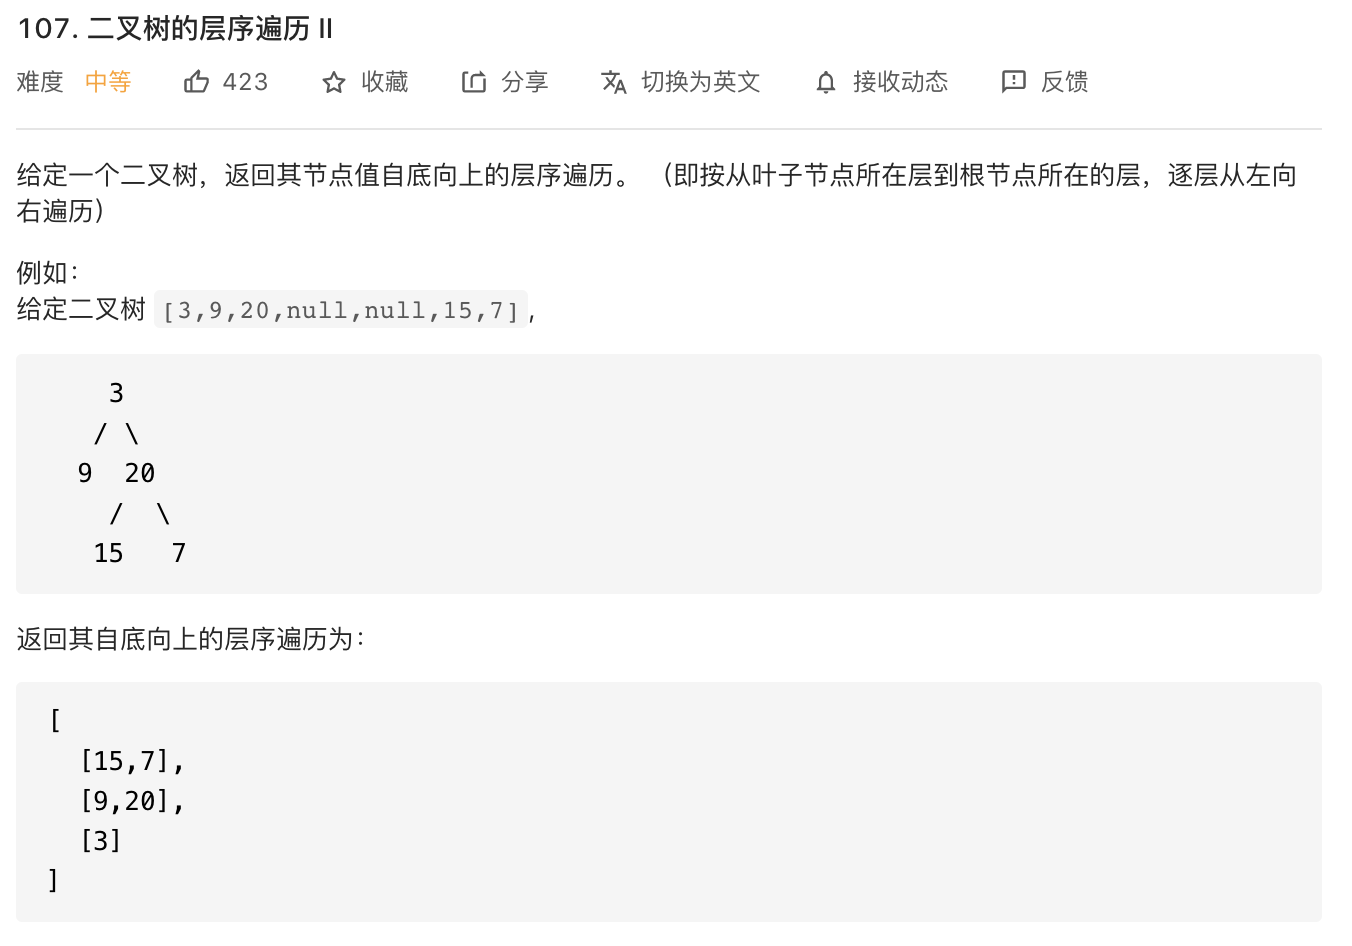 107. 二叉树的层序遍历 II
难度 中等 423 收藏 分享 切换为英文 接收动态 反馈
给定一个二叉树，返回其节点值自底向上的层序遍历。 （即按从叶子节点所在层到根节点所在的层，逐层从左向
右遍历）
例如：
给定二叉树 [3,9,20,null,null,15,7],
3
/ \
9 20
/ \
15 7
返回其自底向上的层序遍历为：
[
[15,7],
[9,20],
[3]
]